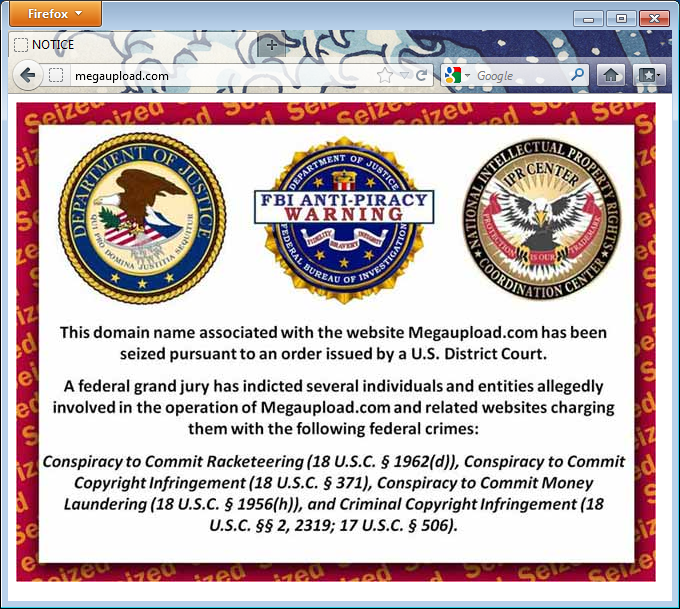 Firefox
NOTICE
megaupload.com
Google
Seized Seized Seized Seized Seized
DEPARTMENT OF JUSTICE
QUI PRO DOMINA JUSTITIA SEQUITUR
DEPARTMENT OF JUSTICE
FBI ANTI-PIRACY
WARNING
FIDELITY BRAVERY INTEGRITY
FEDERAL BUREAU OF INVESTIGATION
NATIONAL INTELLECTUAL PROPERTY RIGHTS
IPR CENTER
PROTECTION IS OUR TRADEMARK
COORDINATION CENTER
This domain name associated with the website Megaupload.com has been
seized pursuant to an order issued by a U.S. District Court.
A federal grand jury has indicted several individuals and entities allegedly
involved in the operation of Megaupload.com and related websites charging
them with the following federal crimes:
Conspiracy to Commit Racketeering (18 U.S.C. § 1962(d)), Conspiracy to Commit
Copyright Infringement (18 U.S.C. § 371), Conspiracy to Commit Money
Laundering (18 U.S.C. § 1956(h)), and Criminal Copyright Infringement (18
U.S.C. §§ 2, 2319; 17 U.S.C. § 506).
Seized Seized Seized Seized Seized